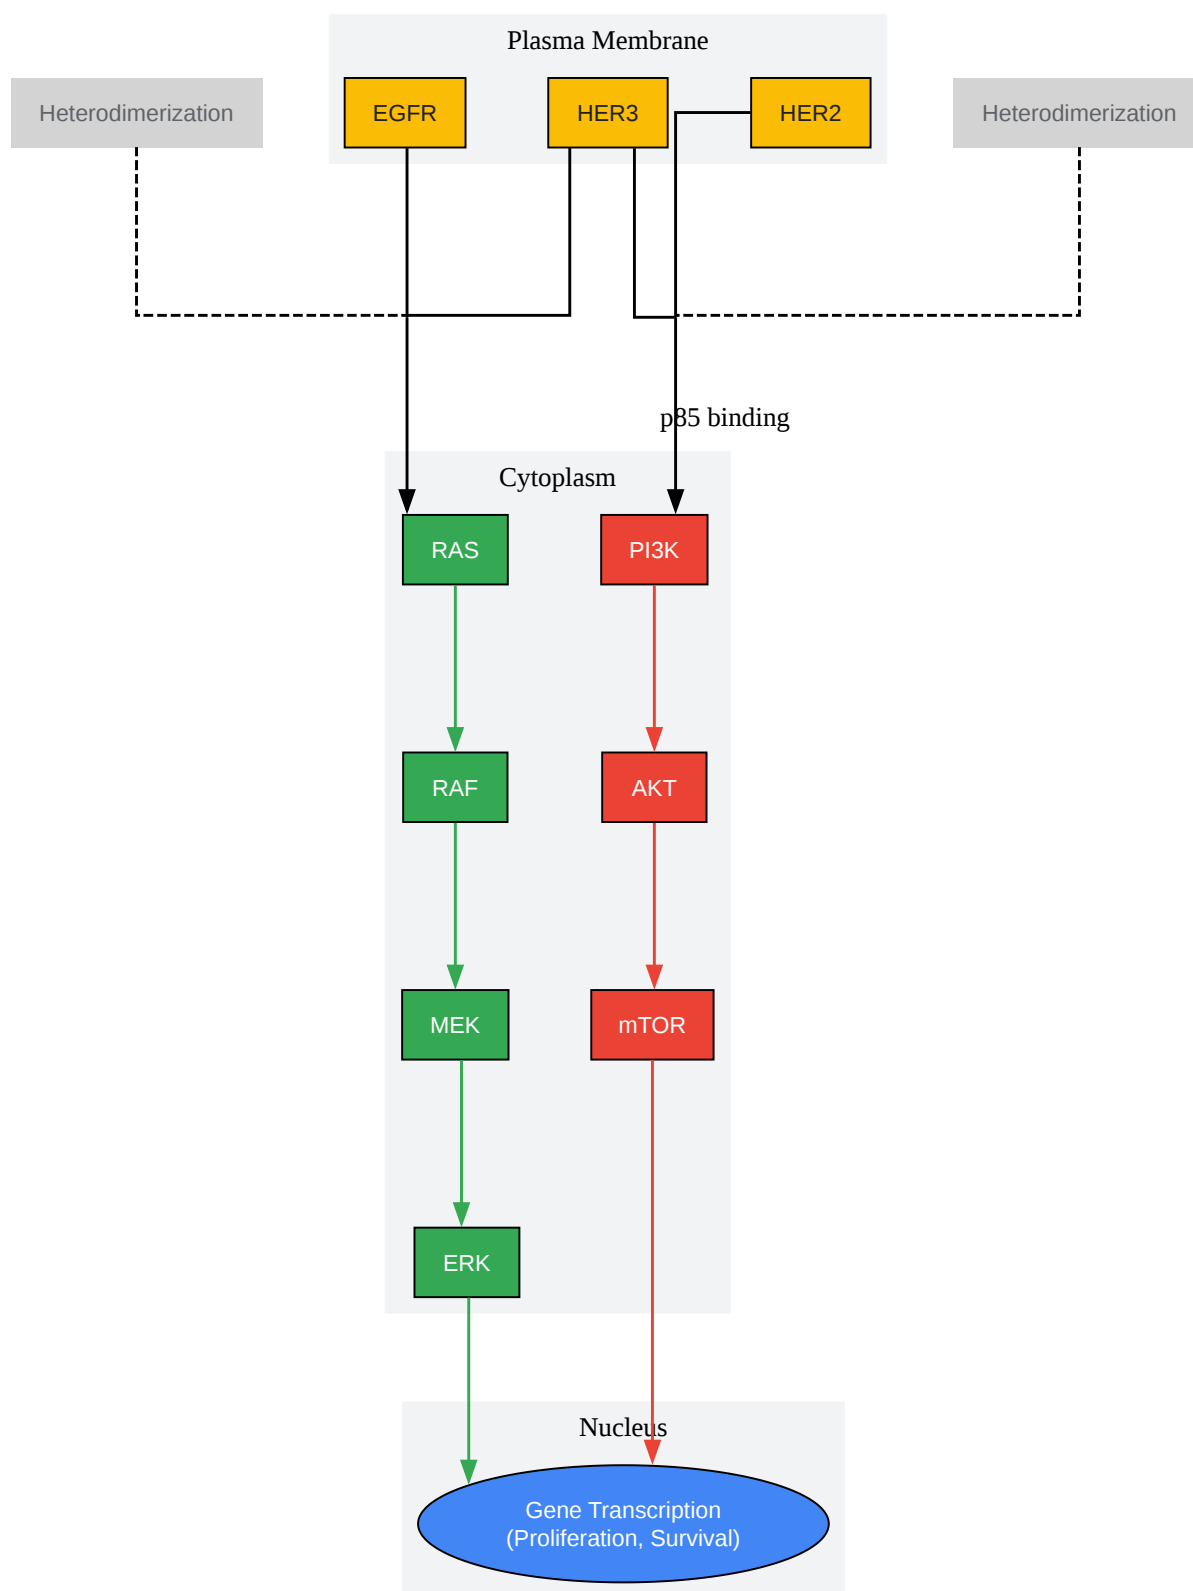 Plasma Membrane
Heterodimerization
EGFR
HER3
HER2
Heterodimerization
p85 binding
Cytoplasm
RAS
PI3K
RAF
AKT
MEK
mTOR
ERK
Nucleus
Gene Transcription
(Proliferation, Survival)